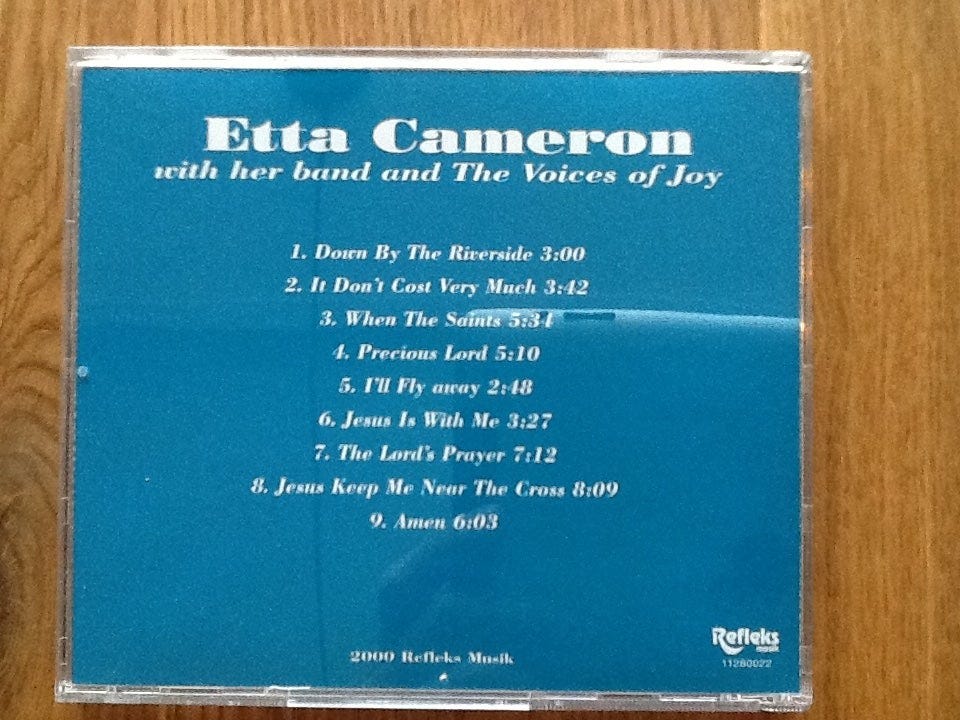 Etta Cameron
with her band and The Voices of Joy
1. Down By The Riverside 3:00
2. It Don't Cost Very Much 3:42
3. When The Saints 5:34
4. Precious Lord 5:10
5. I'll Fly away 2:48
6. Jesus Is With Me 3:27
7. The Lord's Prayer 7:12
8. Jesus Keep Me Near The Cross 8:09
9. Amen 6:03
2000 Refleks Musik
Refleks
musik
11280022